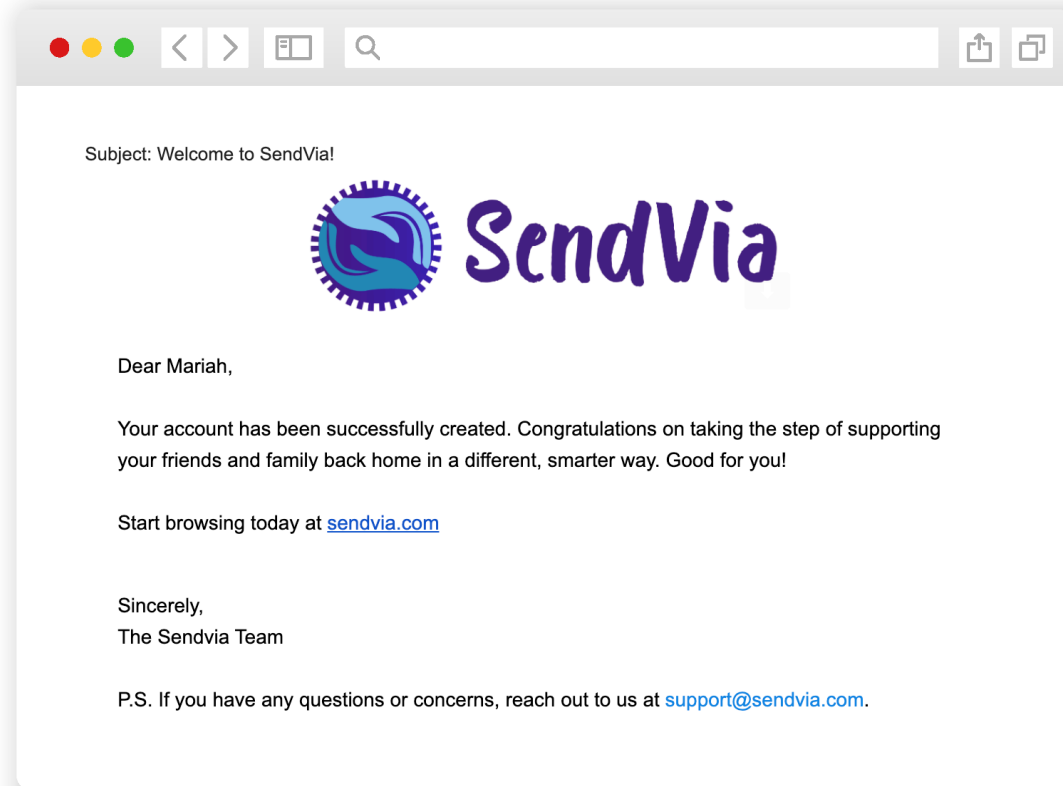 Subject: Welcome to SendVia!
SendVia
Dear Mariah,
Your account has been successfully created. Congratulations on taking the step of supporting
your friends and family back home in a different, smarter way. Good for you!
Start browsing today at sendvia.com
Sincerely,
The Sendvia Team
P.S. If you have any questions or concerns, reach out to us at support@sendvia.com.